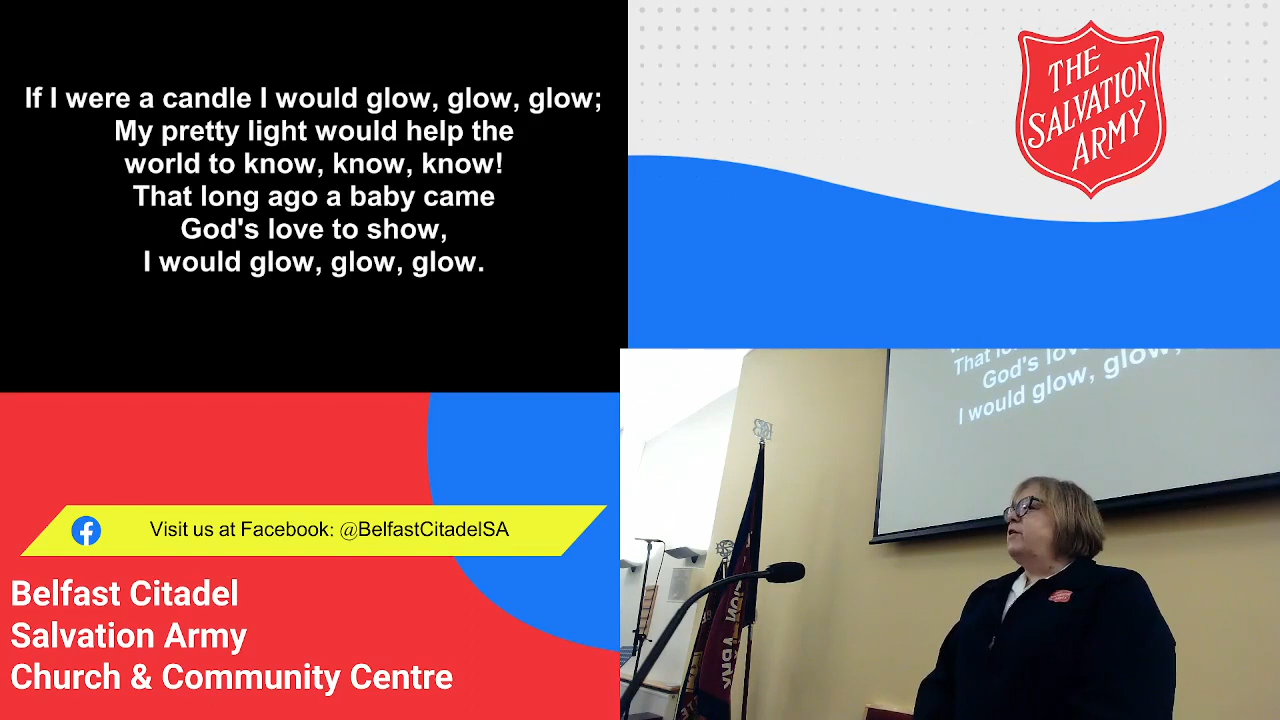 If I were a candle I would glow, glow, glow;
My pretty light would help the
world to know, know, know!
That long ago a baby came
God's love to show,
I would glow, glow, glow.
THE
SALVATION
ARMY
That
God's love
I would glow, glow,
Visit us at Facebook: @BelfastCitadelSA
Belfast Citadel
Salvation Army
Church & Community Centre